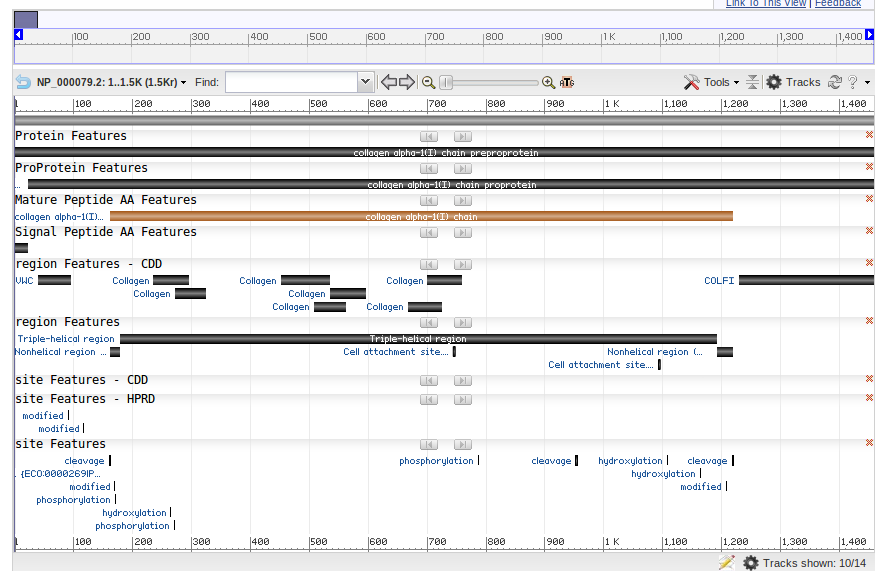 Link To This View | Feedback
100 200 300 400 500 600 700 800 900 1 K 1,100 1,200 1,300 1,400
NP_000079.2: 1..1.5K (1.5Kr) Find: Tools Tracks ?
1 100 200 300 400 500 600 700 800 900 1 K 1,100 1,200 1,300 1,400
Protein Features
collagen alpha-1(I) chain preproprotein
ProProtein Features
... collagen alpha-1(I) chain proprotein
Mature Peptide AA Features
collagen alpha-1(I)... collagen alpha-1(I) chain
Signal Peptide AA Features
region Features - CDD
VWC Collagen Collagen Collagen COLFI
Collagen Collagen
Collagen Collagen
region Features
Triple-helical region Triple-helical region
Nonhelical region ... Cell attachment site.... Nonhelical region (...
Cell attachment site....
site Features - CDD
site Features - HPRD
modified
modified
site Features
cleavage phosphorylation cleavage hydroxylation cleavage
. {ECO:0000269|P... hydroxylation
modified modified
phosphorylation
hydroxylation
phosphorylation
1 100 200 300 400 500 600 700 800 900 1 K 1,100 1,200 1,300 1,400
Tracks shown: 10/14